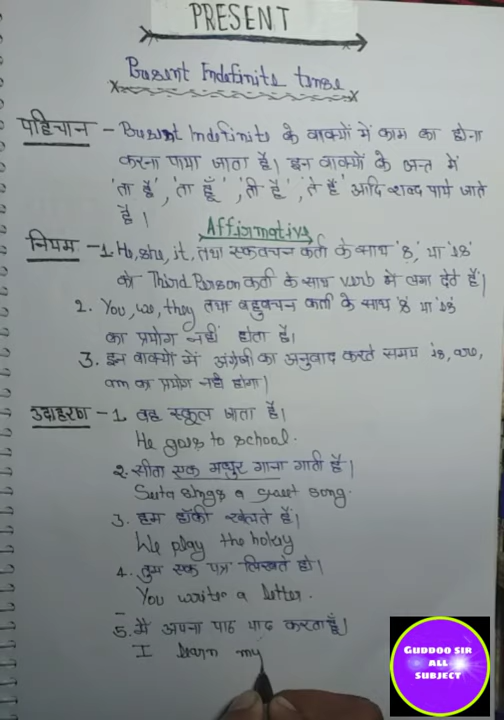 PRESENT
Present Indefinite tense
पहिचान - Present Indefinite के वाक्यों में काम का होना
करना पाया जाता है। इन वाक्यों के अन्त में
'ता है', 'ता हूँ', 'ती है', 'ते हैं' आदि शब्द पाये जाते
है।
Affirmative
नियम - 1. He, she, it, तथा एकवचन कर्ता के साथ 's', या 'es'
को Third Person कर्ता के साथ verb में लगा देते हैं।
2. You, we, they तथा बहुवचन कर्ता के साथ 's' या 'es'
का प्रयोग नहीं होता है।
3. इन वाक्यों में अंग्रेजी का अनुवाद करते समय is, are,
am का प्रयोग नही होगा।
उदाहरण - 1. वह स्कूल जाता है।
He goes to school.
2. सीता एक मधुर गाना गाती है।
Seeta sings a sweet song.
3. हम हॉकी खेलते हैं।
We play the hokey
4. तुम एक पत्र लिखते हो।
You write a letter.
5. मैं अपना पाठ याद करता हूँ।
I learn my
GUDDOO SIR
ALL
SUBJECT